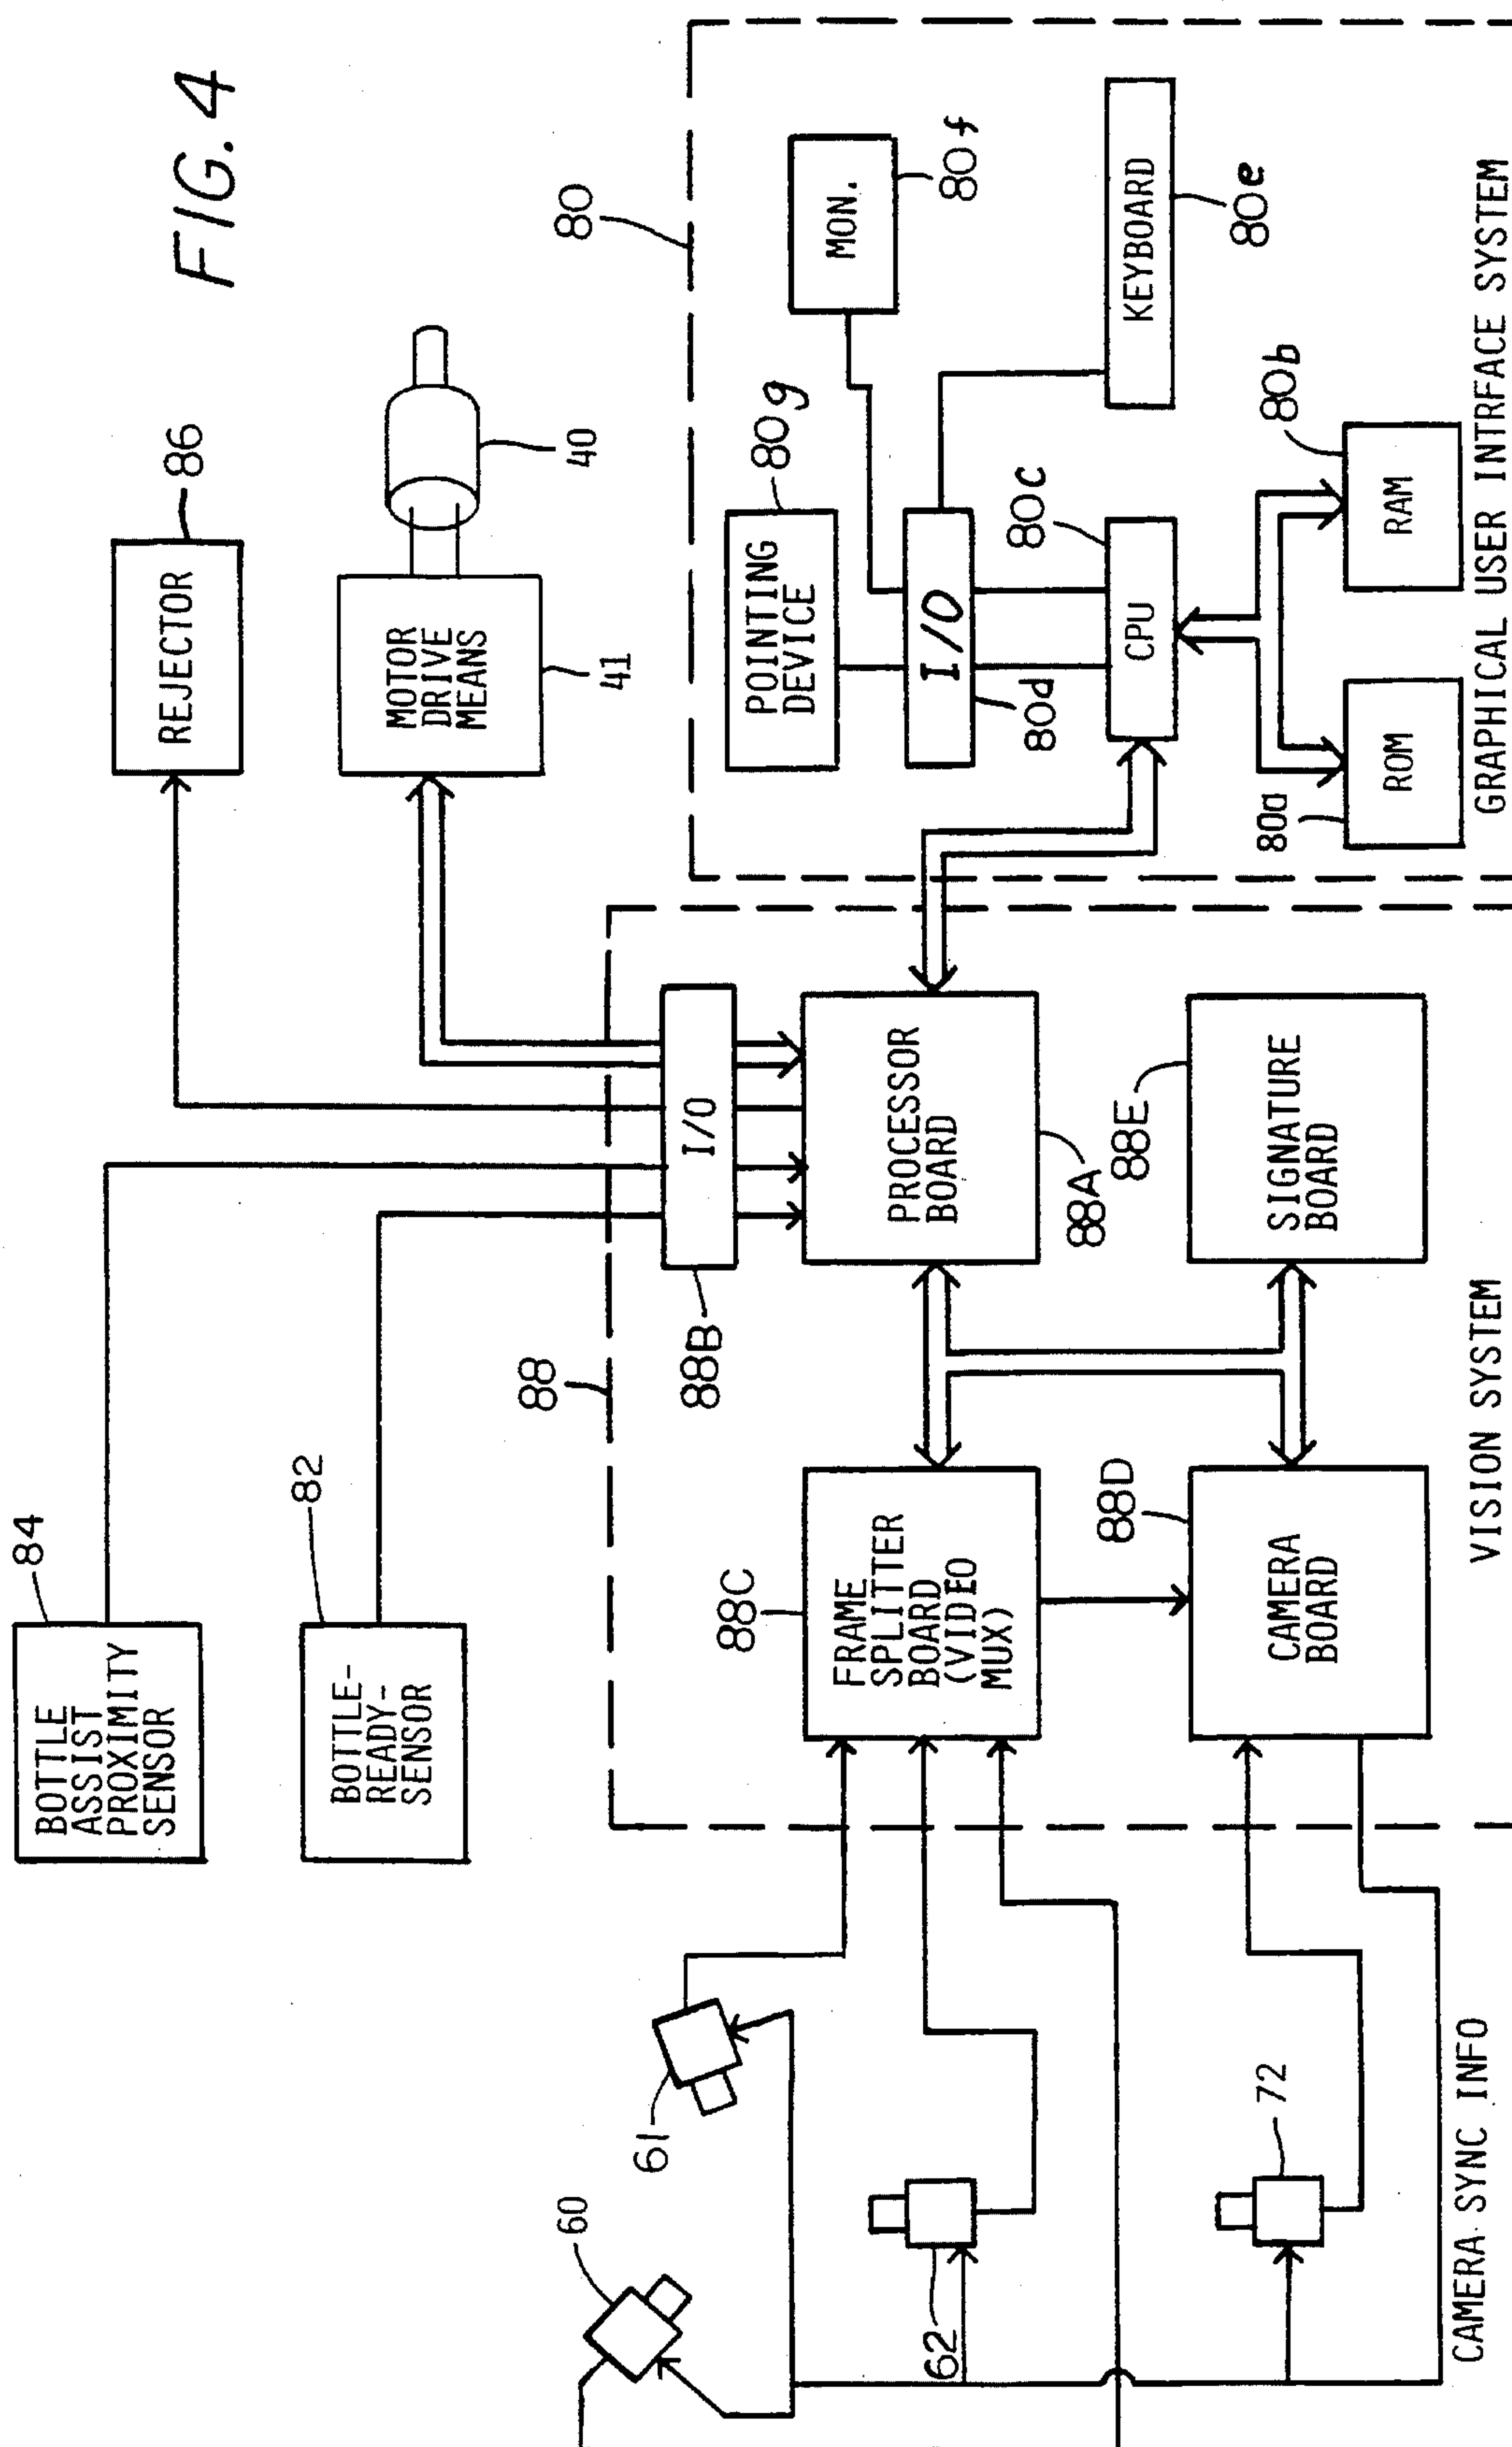 FIG. 4
84
BOTTLE
ASSIST
PROXIMITY
SENSOR
82
BOTTLE-
READY-
SENSOR
REJECTOR
86
MOTOR
DRIVE
MEANS
41
40
60
61
62
72
CAMERA SYNC INFO
88
88B
I/O
88C
FRAME
SPLITTER
BOARD
(VIDEO
MUX)
PROCESSOR
BOARD
88A
88D
CAMERA
BOARD
88E
SIGNATURE
BOARD
VISION SYSTEM
80
POINTING
DEVICE
80g
MON.
80f
I/O
80d
80c
CPU
KEYBOARD
80e
80a
ROM
80b
RAM
GRAPHICAL USER INTRFACE SYSTEM